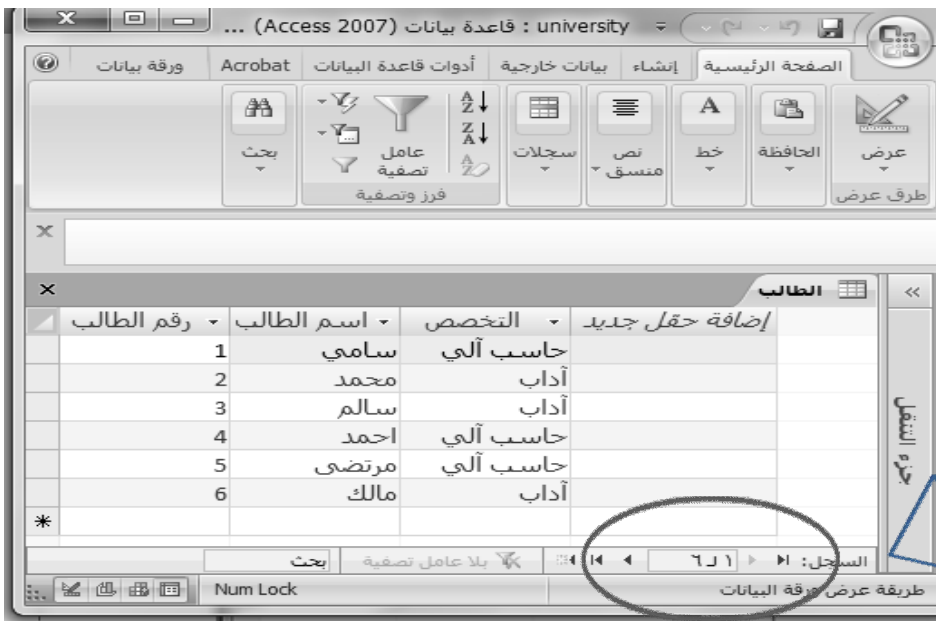 university : قاعدة بيانات (Access 2007) ...
الصفحة الرئيسية إنشاء بيانات خارجية أدوات قاعدة البيانات Acrobat ورقة بيانات
عرض
الحافظة
خط
نص منسق
سجلات
عامل تصفية
بحث
طرق عرض
فرز وتصفية
الطالب
رقم الطالب اسم الطالب التخصص إضافة حقل جديد
1 سامي حاسب آلي
2 محمد آداب
3 سالم آداب
4 احمد حاسب آلي
5 مرتضى حاسب آلي
6 مالك آداب
جزء التنقل
السجل: ١ لـ ٦ بلا عامل تصفية بحث
طريقة عرض ورقة البيانات Num Lock